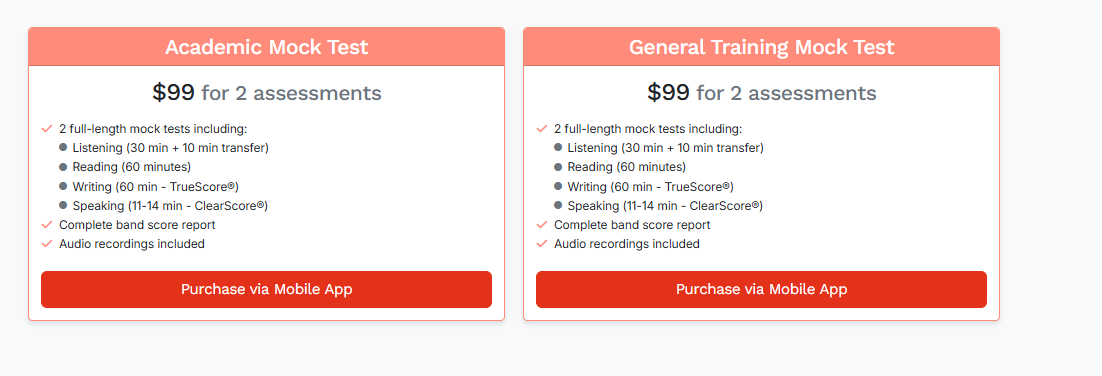 Academic Mock Test
$99 for 2 assessments
2 full-length mock tests including:
Listening (30 min + 10 min transfer)
Reading (60 minutes)
Writing (60 min - TrueScore®)
Speaking (11-14 min - ClearScore®)
Complete band score report
Audio recordings included
Purchase via Mobile App
General Training Mock Test
$99 for 2 assessments
2 full-length mock tests including:
Listening (30 min + 10 min transfer)
Reading (60 minutes)
Writing (60 min - TrueScore®)
Speaking (11-14 min - ClearScore®)
Complete band score report
Audio recordings included
Purchase via Mobile App